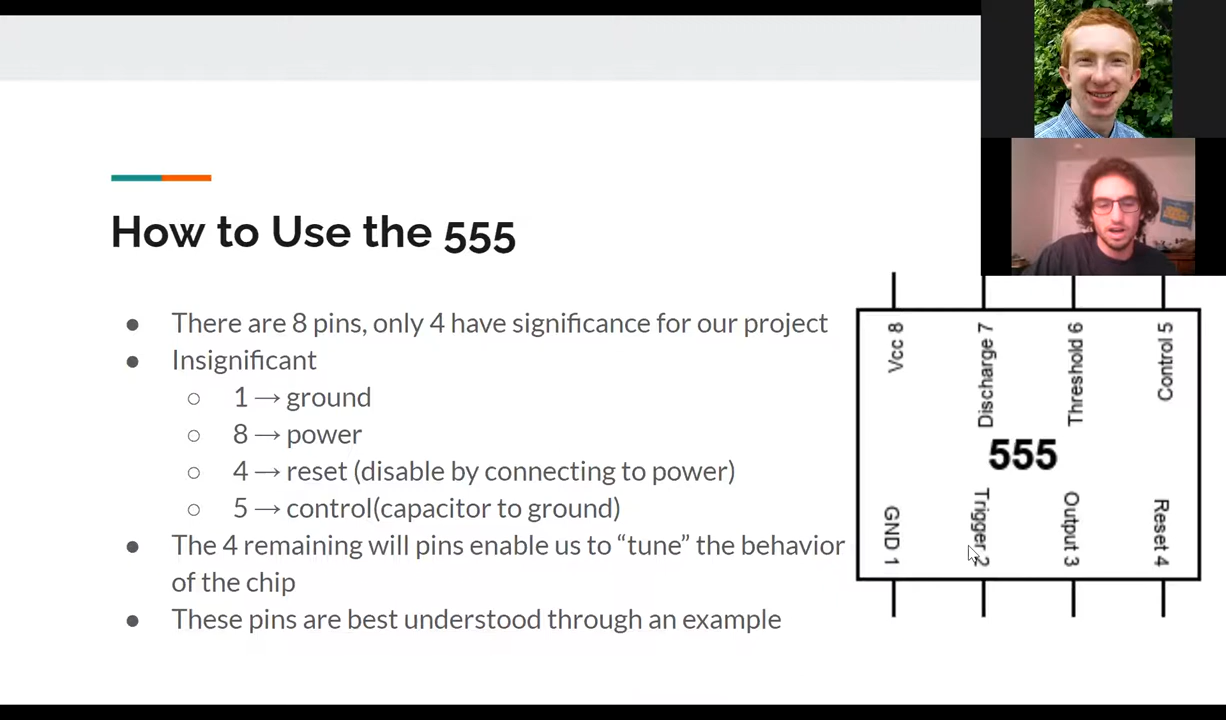 How to Use the 555
● There are 8 pins, only 4 have significance for our project
● Insignificant
○ 1 → ground
○ 8 → power
○ 4 → reset (disable by connecting to power)
○ 5 → control(capacitor to ground)
● The 4 remaining will pins enable us to “tune” the behavior
of the chip
● These pins are best understood through an example
Vcc 8
Discharge 7
Threshold 6
Control 5
555
GND 1
Trigger 2
Output 3
Reset 4